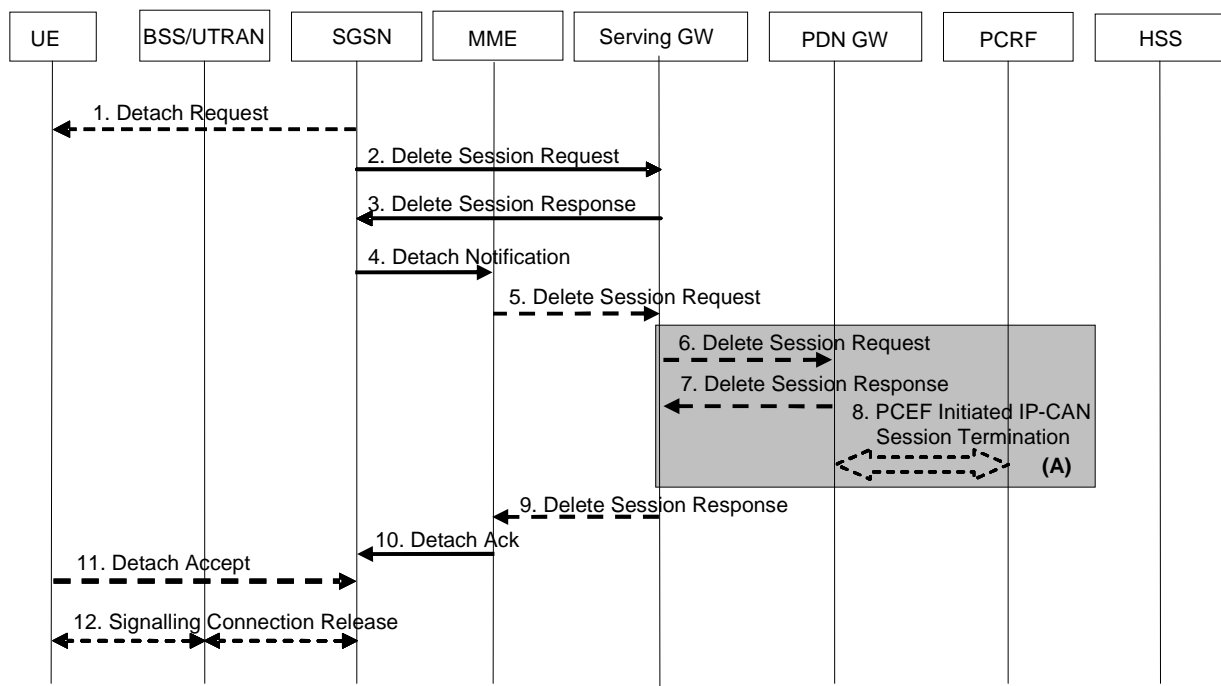 UE
BSS/UTRAN
SGSN
MME
Serving GW
PDN GW
PCRF
HSS
1. Detach Request
2. Delete Session Request
3. Delete Session Response
4. Detach Notification
5. Delete Session Request
6. Delete Session Request
7. Delete Session Response
8. PCEF Initiated IP-CAN
Session Termination
(A)
9. Delete Session Response
10. Detach Ack
11. Detach Accept
12. Signalling Connection Release